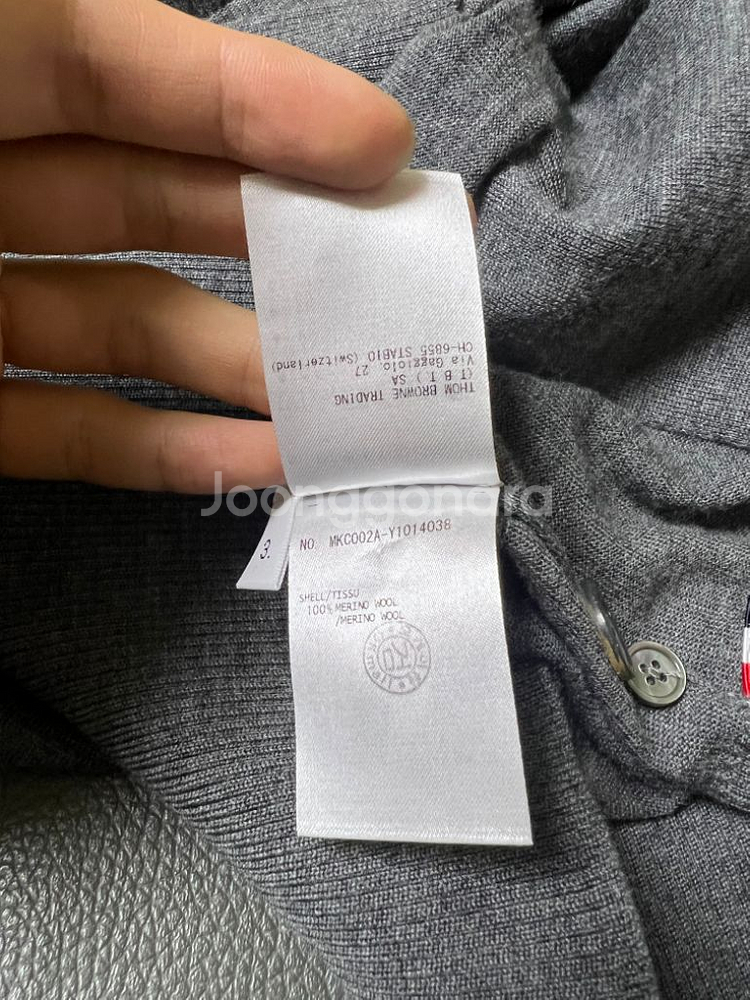 THOM BROWNE TRADING
(T B T) SA
Via Gaggiolo, 27
CH-6855 STABIO (Switzerland)
Joonggonara
3.
NO. MKC002A-Y1014038
SHELL/TISSU
100% MERINO WOOL
/MERINO WOOL